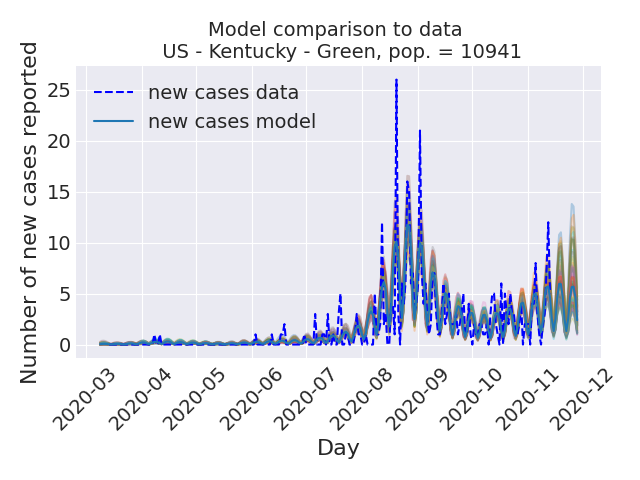 Model comparison to data
US - Kentucky - Green, pop. = 10941
Number of new cases reported
25
20
15
10
5
0
new cases data
new cases model
2020-03
2020-04
2020-05
2020-06
2020-07
2020-08
2020-09
2020-10
2020-11
2020-12
Day